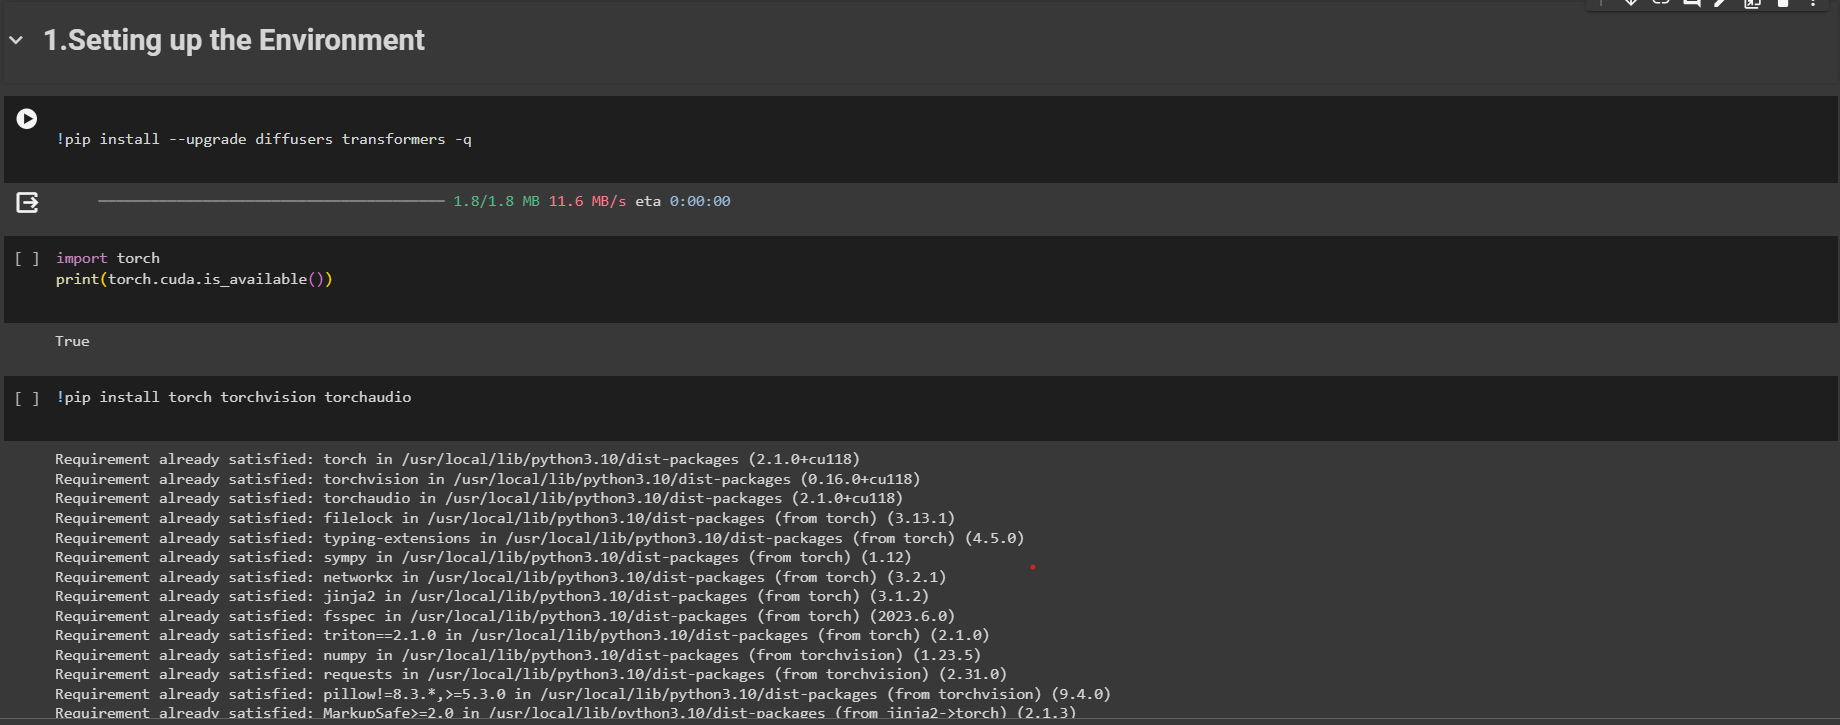 1.Setting up the Environment
!pip install --upgrade diffusers transformers -q
1.8/1.8 MB 11.6 MB/s eta 0:00:00
[ ] import torch
print(torch.cuda.is_available())
True
[ ] !pip install torch torchvision torchaudio
Requirement already satisfied: torch in /usr/local/lib/python3.10/dist-packages (2.1.0+cu118)
Requirement already satisfied: torchvision in /usr/local/lib/python3.10/dist-packages (0.16.0+cu118)
Requirement already satisfied: torchaudio in /usr/local/lib/python3.10/dist-packages (2.1.0+cu118)
Requirement already satisfied: filelock in /usr/local/lib/python3.10/dist-packages (from torch) (3.13.1)
Requirement already satisfied: typing-extensions in /usr/local/lib/python3.10/dist-packages (from torch) (4.5.0)
Requirement already satisfied: sympy in /usr/local/lib/python3.10/dist-packages (from torch) (1.12)
Requirement already satisfied: networkx in /usr/local/lib/python3.10/dist-packages (from torch) (3.2.1)
Requirement already satisfied: jinja2 in /usr/local/lib/python3.10/dist-packages (from torch) (3.1.2)
Requirement already satisfied: fsspec in /usr/local/lib/python3.10/dist-packages (from torch) (2023.6.0)
Requirement already satisfied: triton==2.1.0 in /usr/local/lib/python3.10/dist-packages (from torch) (2.1.0)
Requirement already satisfied: numpy in /usr/local/lib/python3.10/dist-packages (from torchvision) (1.23.5)
Requirement already satisfied: requests in /usr/local/lib/python3.10/dist-packages (from torchvision) (2.31.0)
Requirement already satisfied: pillow!=8.3.*,>=5.3.0 in /usr/local/lib/python3.10/dist-packages (from torchvision) (9.4.0)
Requirement already satisfied: MarkupSafe>=2.0 in /usr/local/lib/python3.10/dist-packages (from jinja2->torch) (2.1.3)